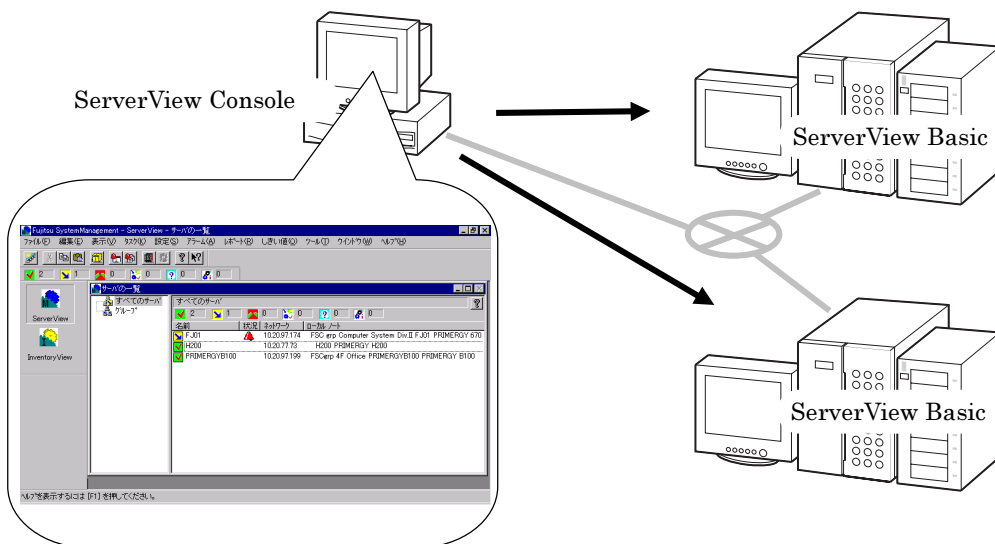 ServerView Console
ServerView Basic
ServerView Basic
Fujitsu SystemManagement - ServerView - サーバの一覧
ファイル(F) 編集(E) 表示(V) タスク(K) 設定(S) アラーム(A) レポート(R) しきい値(O) ツール(T) ウインドウ(W) ヘルプ(H)
2 1 0 0 0 0
ServerView
InventoryView
サーバの一覧
すべてのサーバ
グループ
すべてのサーバ
2 1 0 0 0 0
名前 状況 ネットワーク ローカル ノート
FJ01 10.20.97.174 FSC grp Computer System Div.II FJ01 PRIMERGY 670
H200 10.20.77.73 H200 PRIMERGY H200
PRIMERGYB100 10.20.97.199 FSCgrp 4F Office PRIMERGYB100 PRIMERGY B100
ヘルプを表示するには [F1] を押してください。